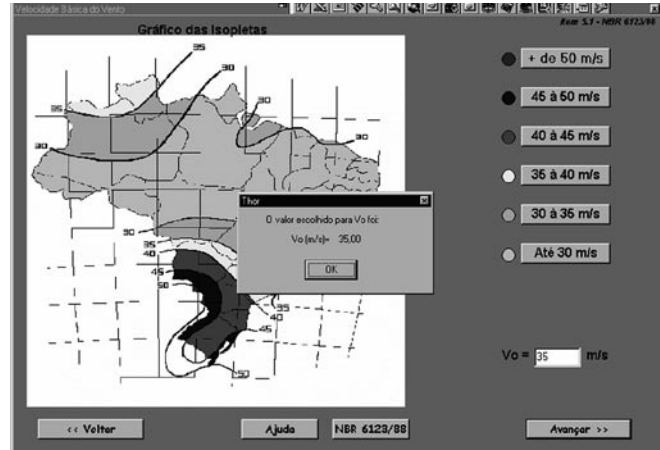 Velocidade Básica do Vento
Item 5.1 - NBR 6123/88
Gráfico das Isopletas
35
30
35
30
30
30
30
35
40
45
50
35
40
45
50
Thor
O valor escolhido para Vo foi:
Vo (m/s)= 35,00
OK
+ de 50 m/s
45 à 50 m/s
40 à 45 m/s
35 à 40 m/s
30 à 35 m/s
Até 30 m/s
Vo = 35 m/s
<< Voltar
Ajuda
NBR 6123/88
Avançar >>